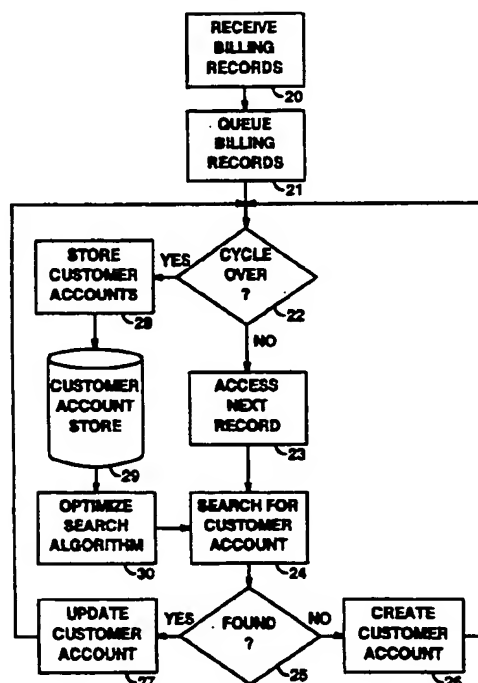 RECEIVE
BILLING
RECORDS
20
QUEUE
BILLING
RECORDS
21
CYCLE
OVER
?
22
YES
NO
STORE
CUSTOMER
ACCOUNTS
28
CUSTOMER
ACCOUNT
STORE
29
ACCESS
NEXT
RECORD
23
OPTIMIZE
SEARCH
ALGORITHM
30
SEARCH FOR
CUSTOMER
ACCOUNT
24
FOUND
?
25
YES
NO
UPDATE
CUSTOMER
ACCOUNT
27
CREATE
CUSTOMER
ACCOUNT
26